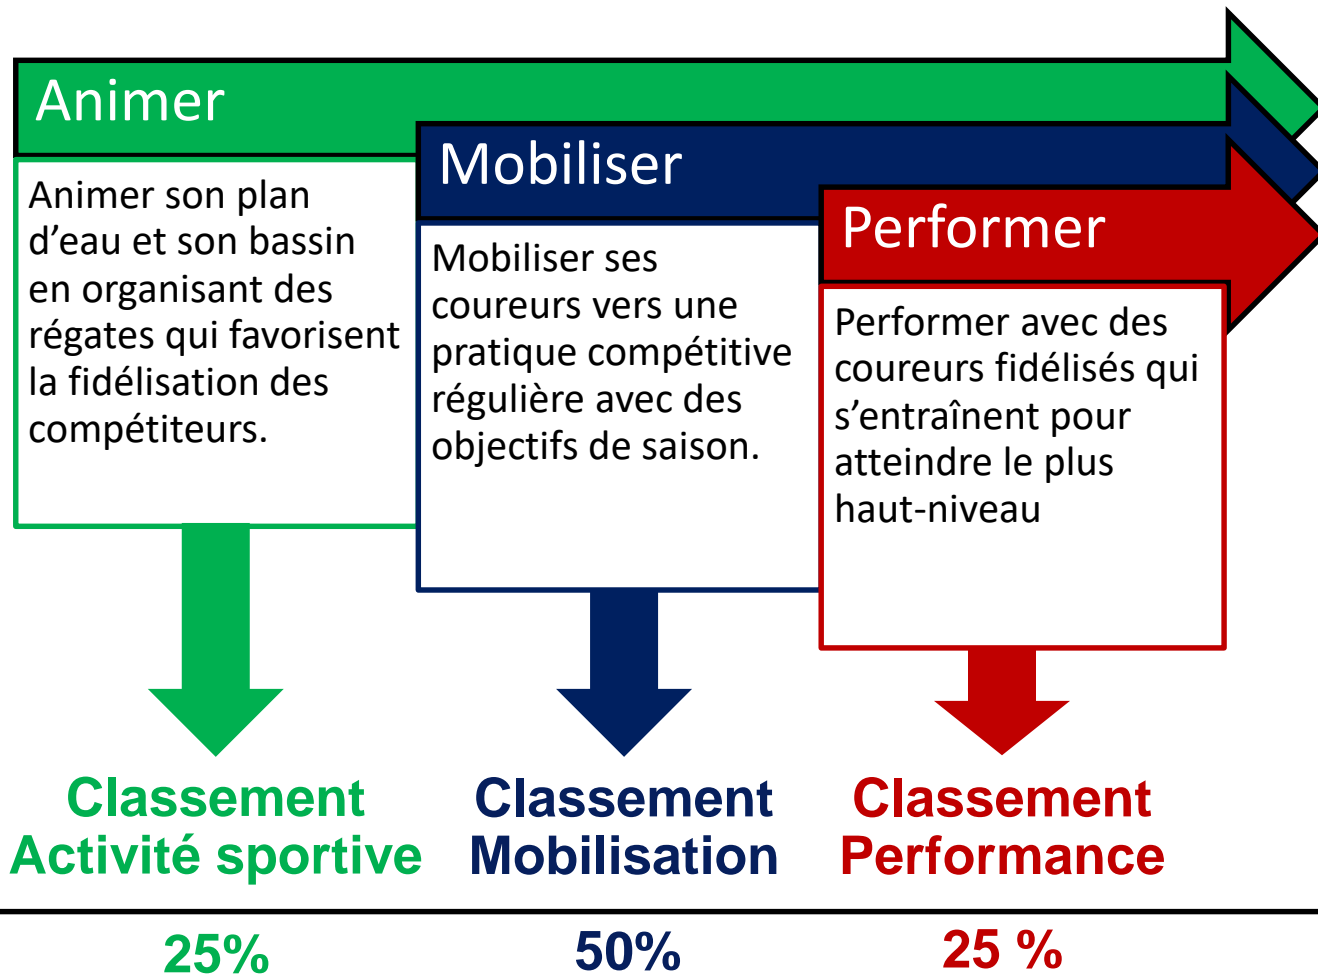 Animer
Animer son plan
d’eau et son bassin
en organisant des
régates qui favorisent
la fidélisation des
compétiteurs.
Mobiliser
Mobiliser ses
coureurs vers une
pratique compétitive
régulière avec des
objectifs de saison.
Performer
Performer avec des
coureurs fidélisés qui
s’entraînent pour
atteindre le plus
haut-niveau
Classement
Activité sportive
Classement
Mobilisation
Classement
Performance
25%
50%
25 %